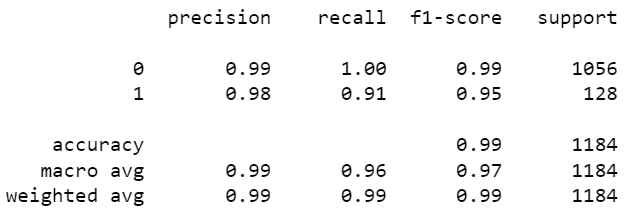 precision recall f1-score support
0 0.99 1.00 0.99 1056
1 0.98 0.91 0.95 128
accuracy 0.99 1184
macro avg 0.99 0.96 0.97 1184
weighted avg 0.99 0.99 0.99 1184